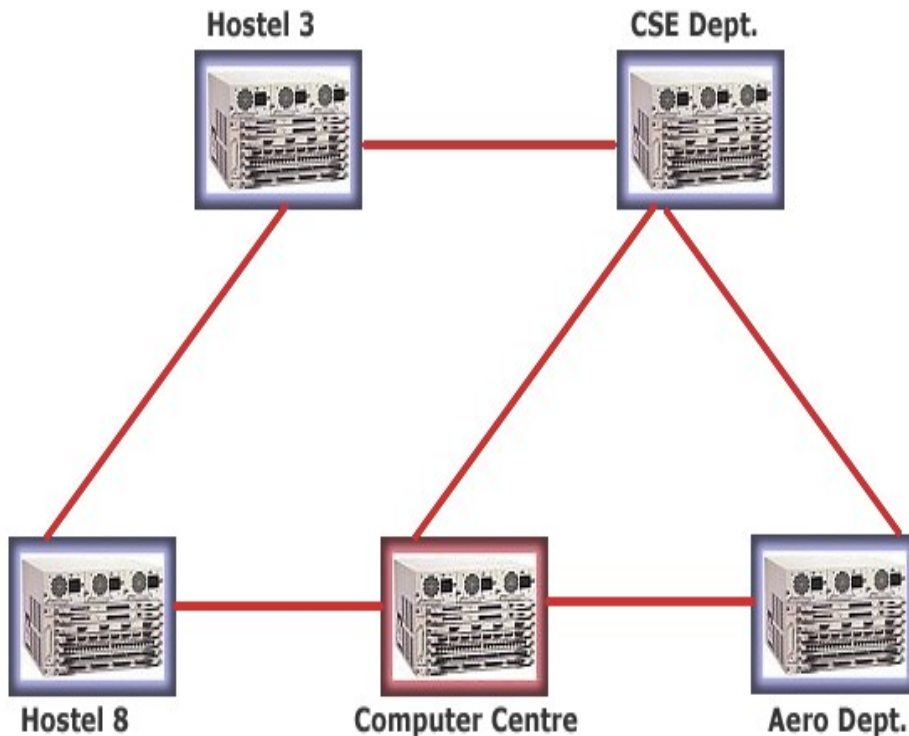 Hostel 3
CSE Dept.
Hostel 8
Computer Centre
Aero Dept.